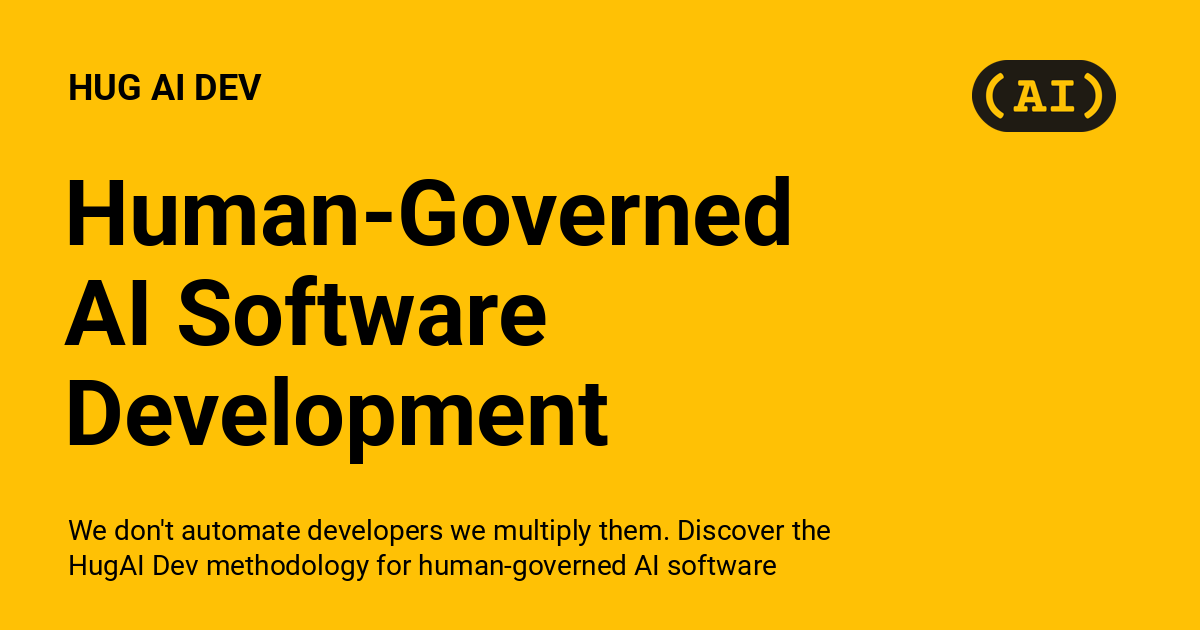 HUG AI DEV
(AI)
Human-Governed
AI Software
Development
We don't automate developers we multiply them. Discover the
HugAI Dev methodology for human-governed AI software